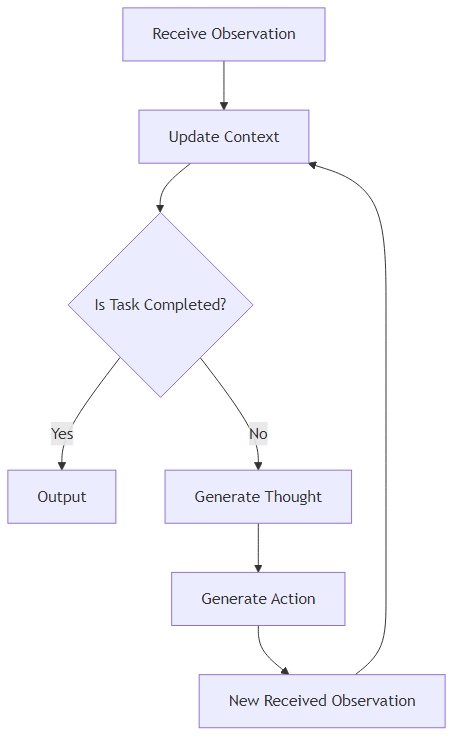 Receive Observation
Update Context
Is Task Completed?
Yes
No
Output
Generate Thought
Generate Action
New Received Observation